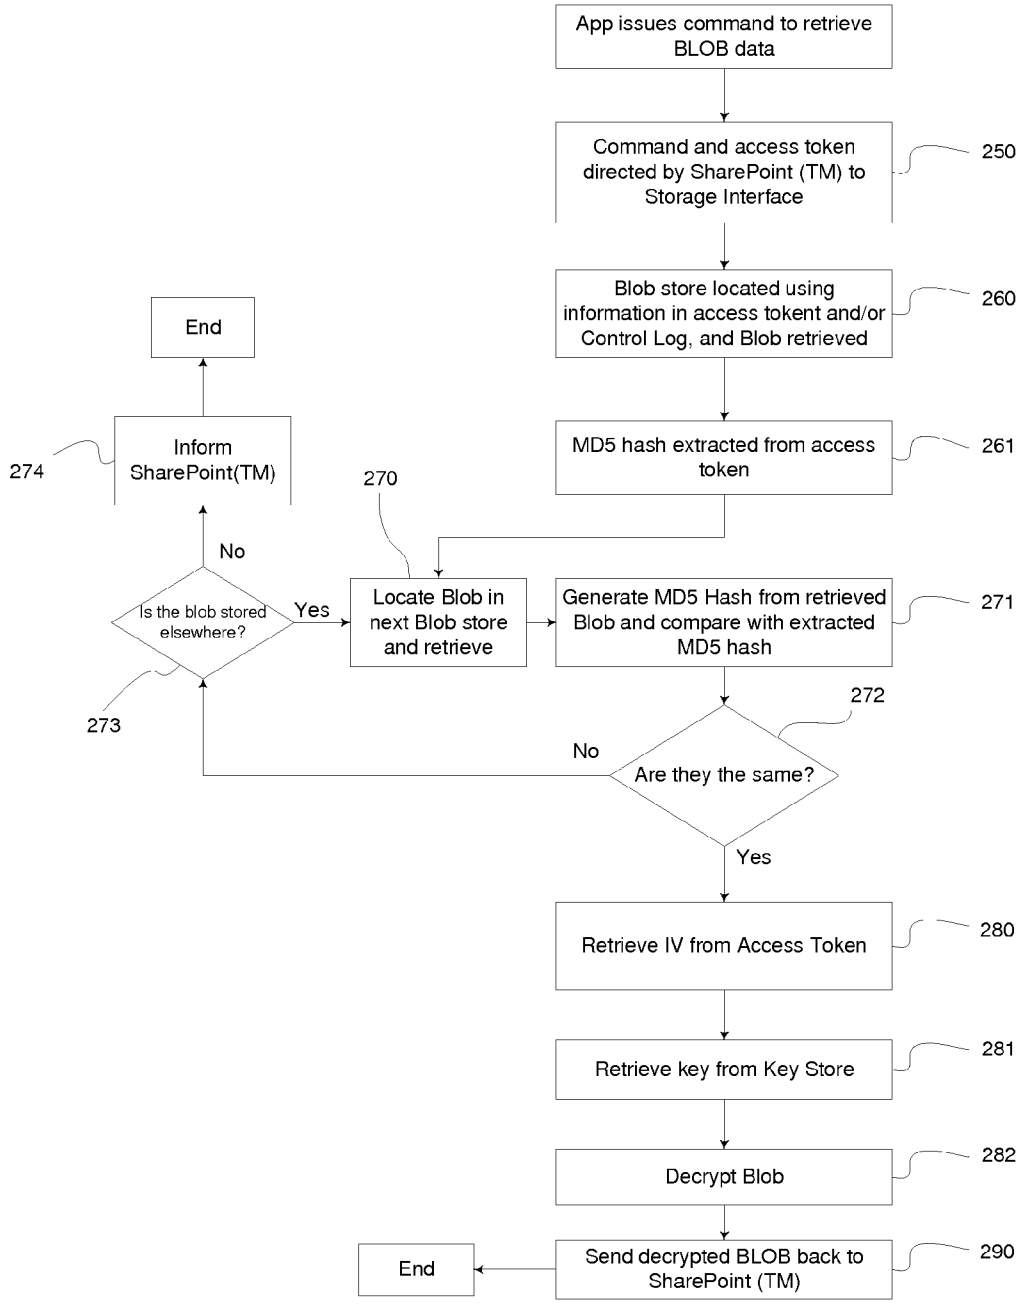 App issues command to retrieve
BLOB data
Command and access token
directed by SharePoint (TM) to
Storage Interface
250
Blob store located using
information in access tokent and/or
Control Log, and Blob retrieved
260
End
MD5 hash extracted from access
token
261
Inform
SharePoint(TM)
274
270
No
Is the blob stored
elsewhere?
Yes
273
Locate Blob in
next Blob store
and retrieve
Generate MD5 Hash from retrieved
Blob and compare with extracted
MD5 hash
271
272
No
Are they the same?
Yes
Retrieve IV from Access Token
280
Retrieve key from Key Store
281
Decrypt Blob
282
Send decrypted BLOB back to
SharePoint (TM)
290
End